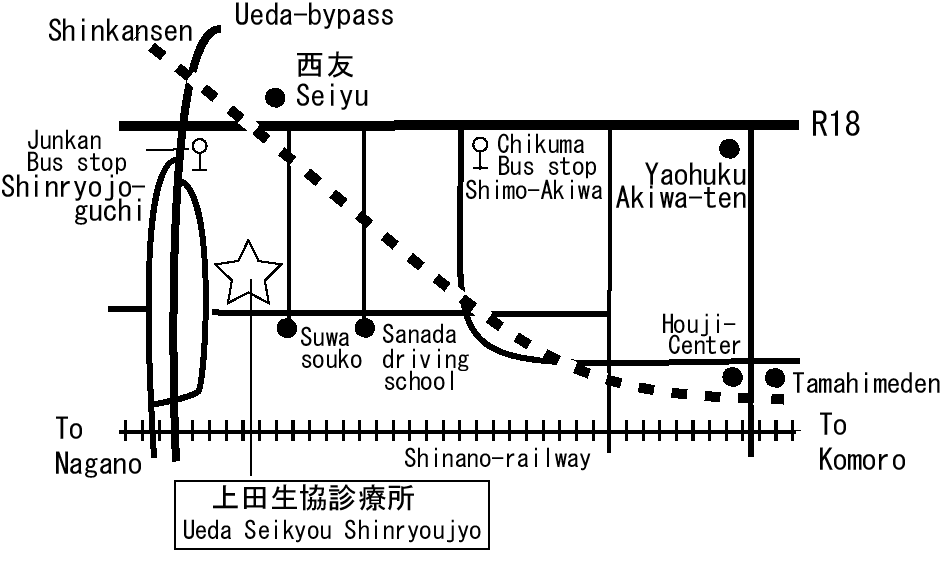 Ueda-bypass
Shinkansen
西友
Seiyu
R18
Junkan
Bus stop
Shinryojo-
guchi
Chikuma
Bus stop
Shimo-Akiwa
Yaohuku
Akiwa-ten
Suwa
souko
Sanada
driving
school
Houji-
Center
Tamahimeden
To
Nagano
Shinano-railway
To
Komoro
上田生協診療所
Ueda Seikyou Shinryoujyo